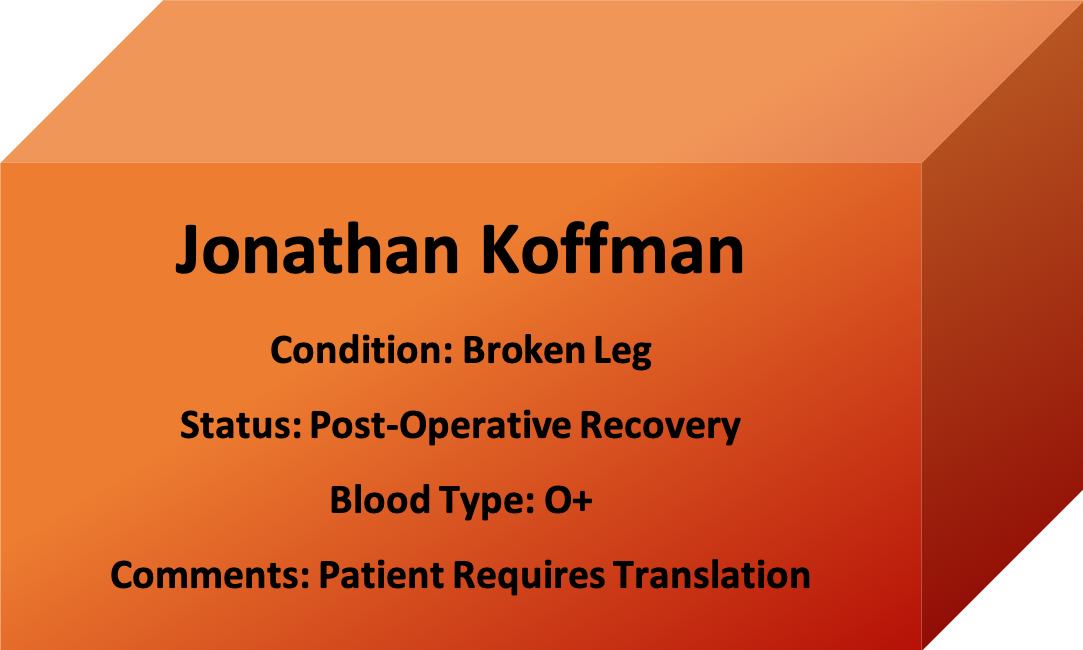 Jonathan Koffman
Condition: Broken Leg
Status: Post-Operative Recovery
Blood Type: O+
Comments: Patient Requires Translation